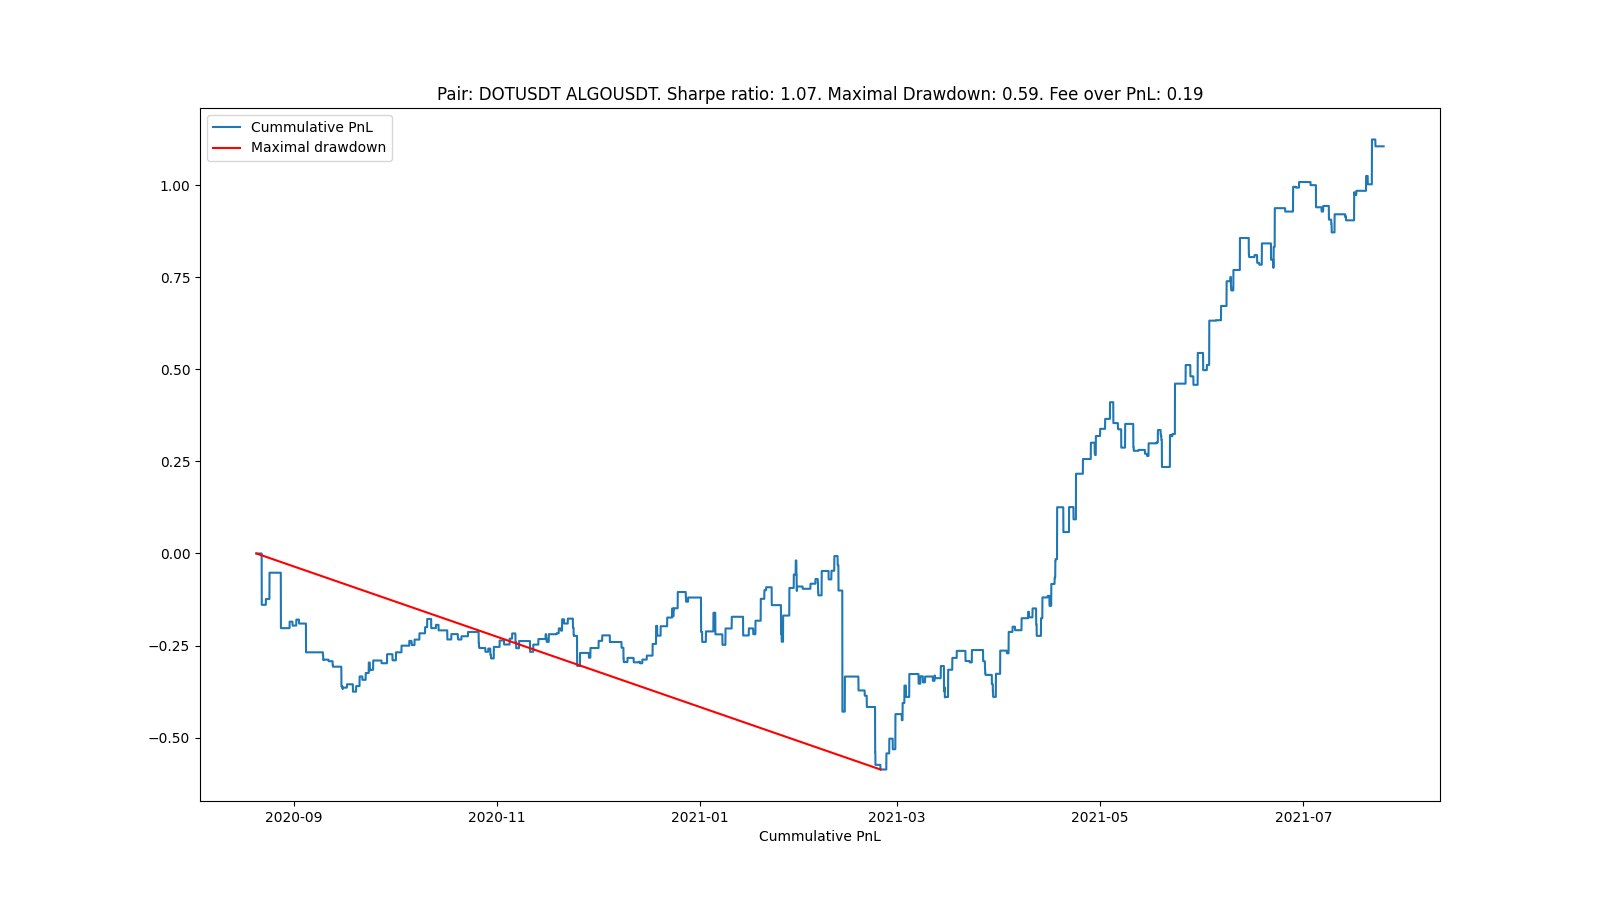 Pair: DOTUSDT ALGOUSDT. Sharpe ratio: 1.07. Maximal Drawdown: 0.59. Fee over PnL: 0.19
Cummulative PnL
Maximal drawdown
1.00
0.75
0.50
0.25
0.00
−0.25
−0.50
2020-09 2020-11 2021-01 2021-03 2021-05 2021-07
Cummulative PnL